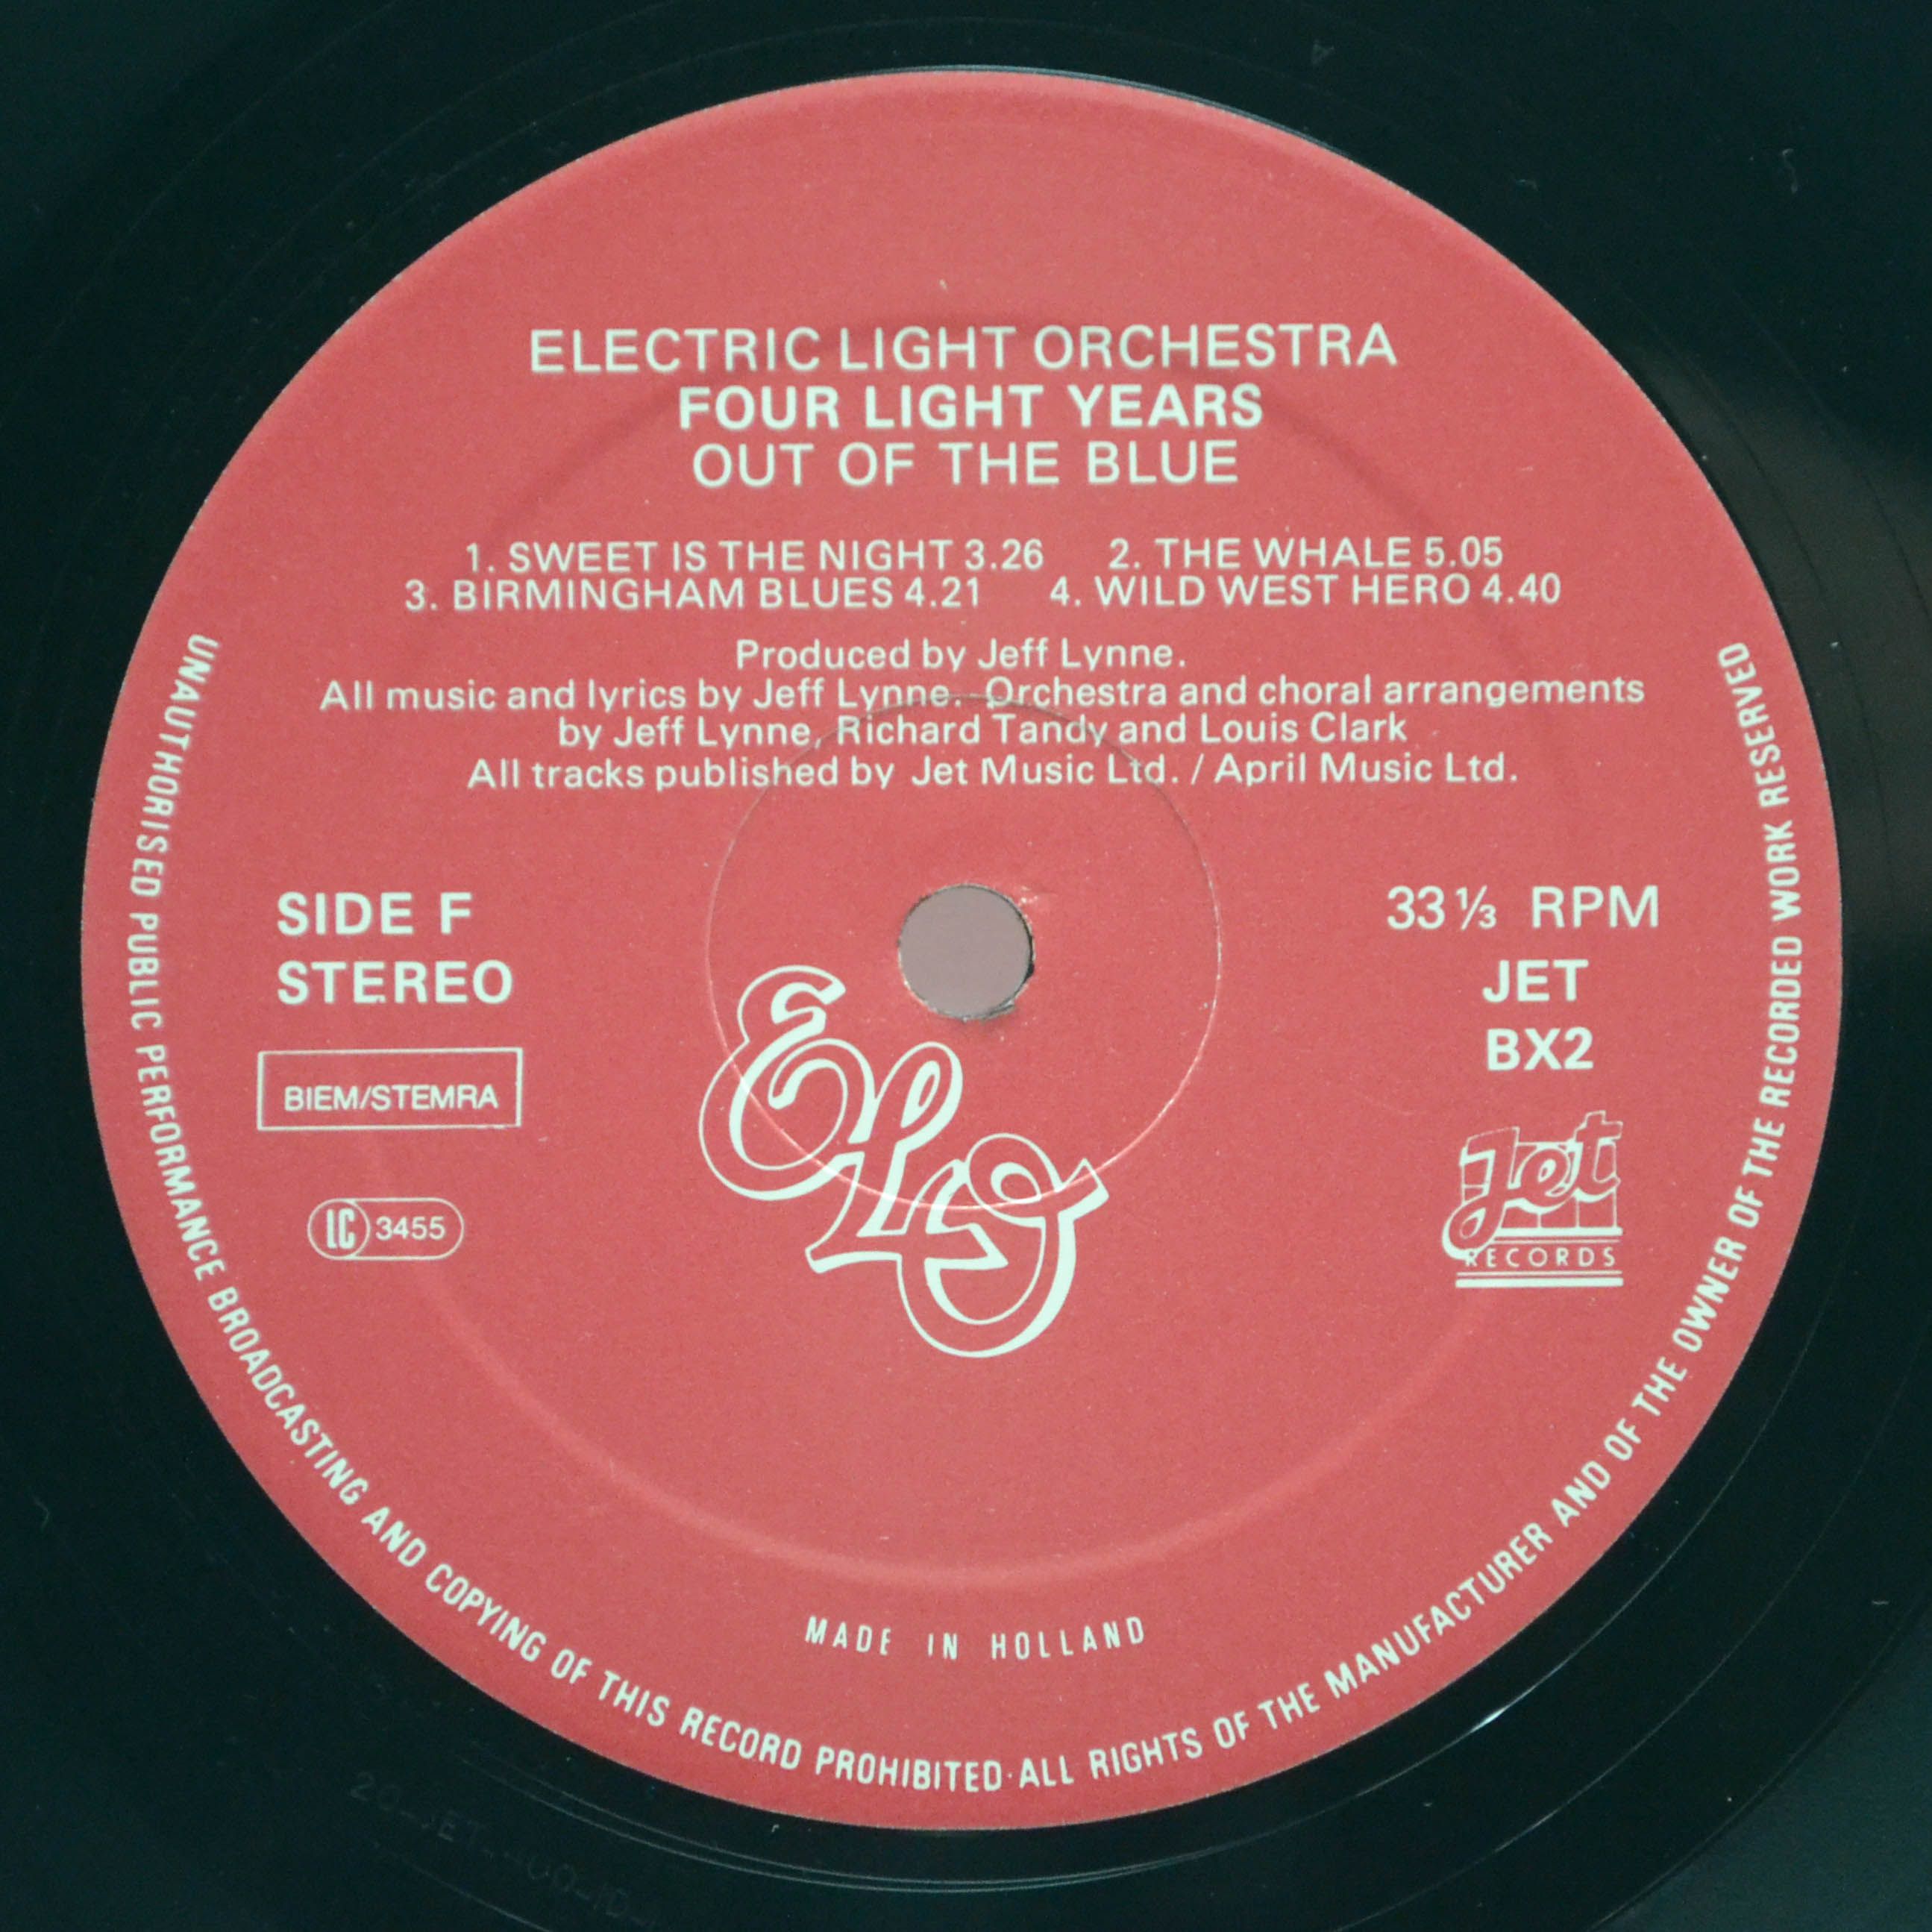 ELECTRIC LIGHT ORCHESTRA
FOUR LIGHT YEARS
OUT OF THE BLUE
1. SWEET IS THE NIGHT 3.26 2. THE WHALE 5.05
3. BIRMINGHAM BLUES 4.21 4. WILD WEST HERO 4.40
Produced by Jeff Lynne.
All music and lyrics by Jeff Lynne. Orchestra and choral arrangements
by Jeff Lynne, Richard Tandy and Louis Clark
All tracks published by Jet Music Ltd. / April Music Ltd.
SIDE F
STEREO
BIEM/STEMRA
LC 3455
33 ⅓ RPM
JET
BX2
Jet
RECORDS
ELO
MADE IN HOLLAND
UNAUTHORISED PUBLIC PERFORMANCE BROADCASTING AND COPYING OF THIS RECORD PROHIBITED·ALL RIGHTS OF THE MANUFACTURER AND OF THE OWNER OF THE RECORDED WORK RESERVED